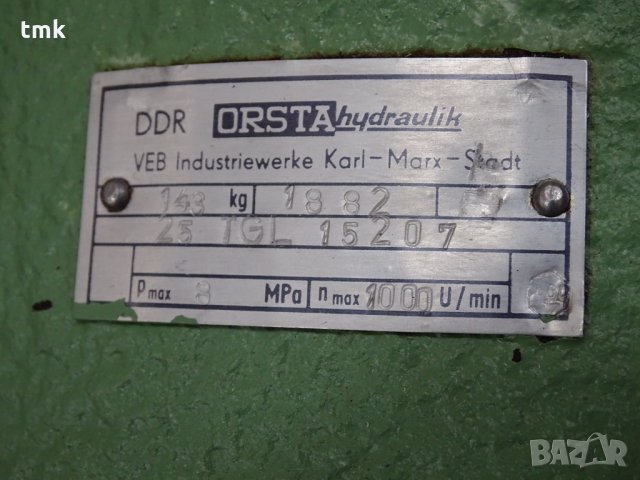 tmk
DDR ORSTA hydraulik
VEB Industriewerke Karl-Marx-Stadt
143 kg 1882
25 TGL 15207
Pmax 8 MPa nmax 1000 U/min
BAZAR